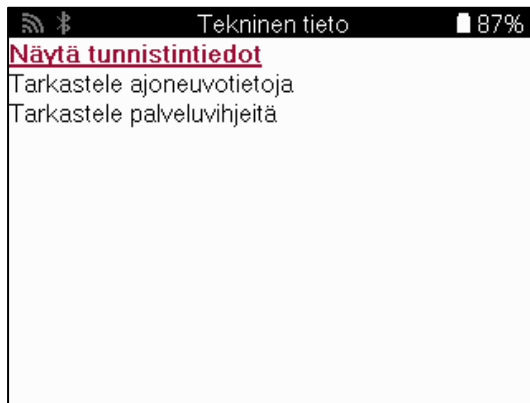 Tekninen tieto 87%
Näytä tunnistintiedot
Tarkastele ajoneuvotietoja
Tarkastele palveluvihjeitä